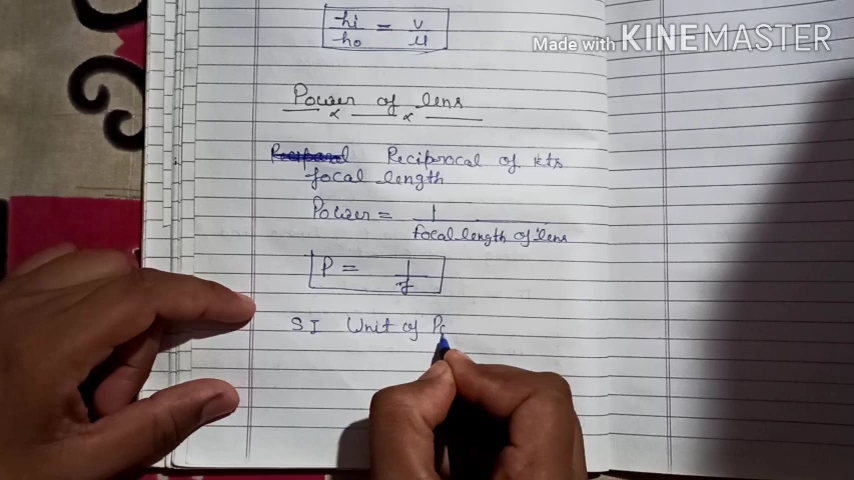 hi / ho = v / u
Made with KINEMASTER
Power of lens
Reciprocal of its
focal length
Power = 1 / focal length of lens
P = 1 / f
SI Unit of Po